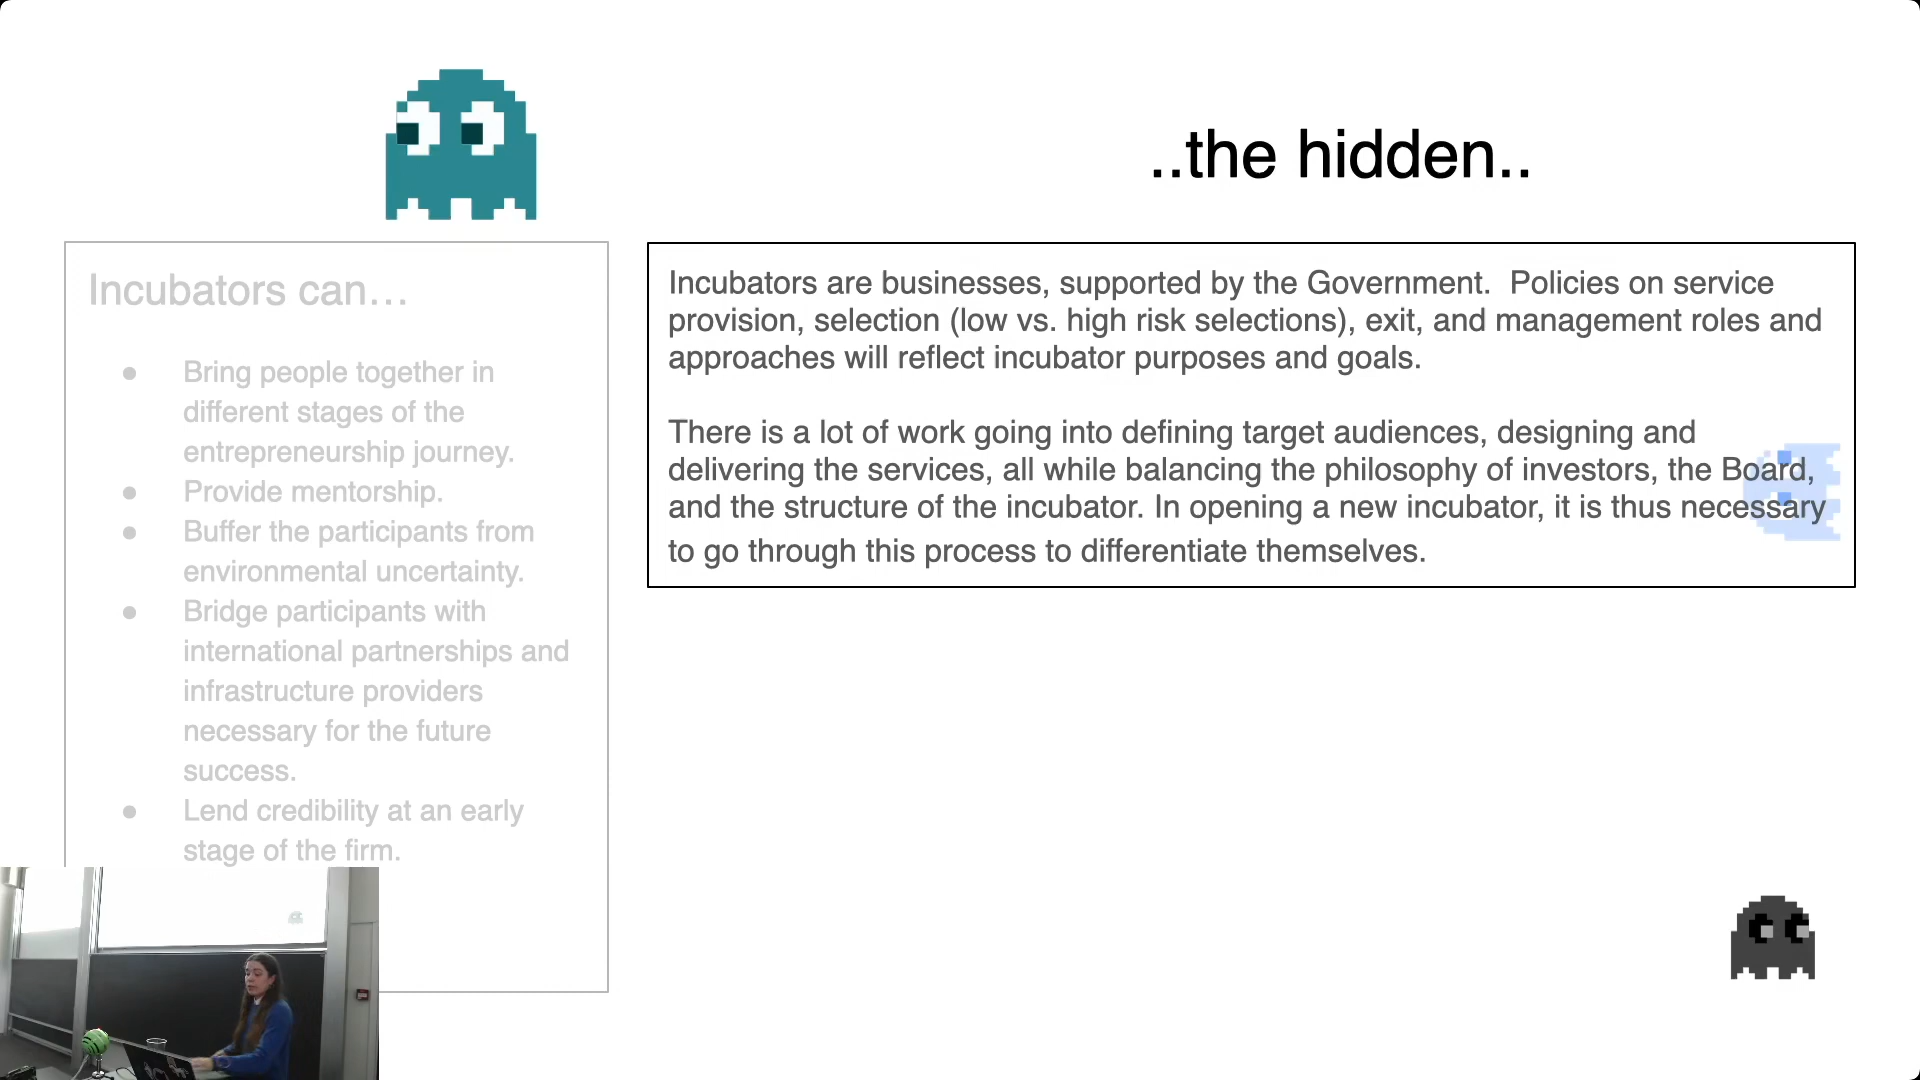 ..the hidden..
Incubators can…
● Bring people together in
different stages of the
entrepreneurship journey.
● Provide mentorship.
● Buffer the participants from
environmental uncertainty.
● Bridge participants with
international partnerships and
infrastructure providers
necessary for the future
success.
● Lend credibility at an early
stage of the firm.
Incubators are businesses, supported by the Government.  Policies on service
provision, selection (low vs. high risk selections), exit, and management roles and
approaches will reflect incubator purposes and goals.
There is a lot of work going into defining target audiences, designing and
delivering the services, all while balancing the philosophy of investors, the Board,
and the structure of the incubator. In opening a new incubator, it is thus necessary
to go through this process to differentiate themselves.